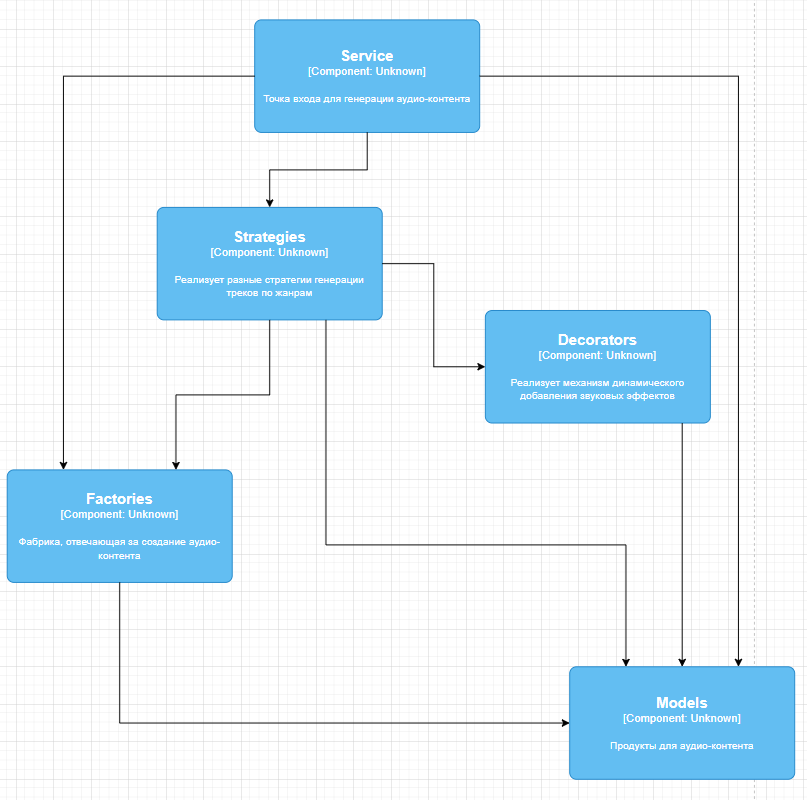 Service
[Component: Unknown]
Точка входа для генерации аудио-контента
Strategies
[Component: Unknown]
Реализует разные стратегии генерации
треков по жанрам
Decorators
[Component: Unknown]
Реализует механизм динамического
добавления звуковых эффектов
Factories
[Component: Unknown]
Фабрика, отвечающая за создание аудио-
контента
Models
[Component: Unknown]
Продукты для аудио-контента